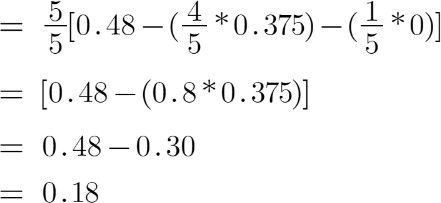 = 5/5[0.48 − (4/5 * 0.375) − (1/5 * 0)]
= [0.48 − (0.8 * 0.375)]
= 0.48 − 0.30
= 0.18